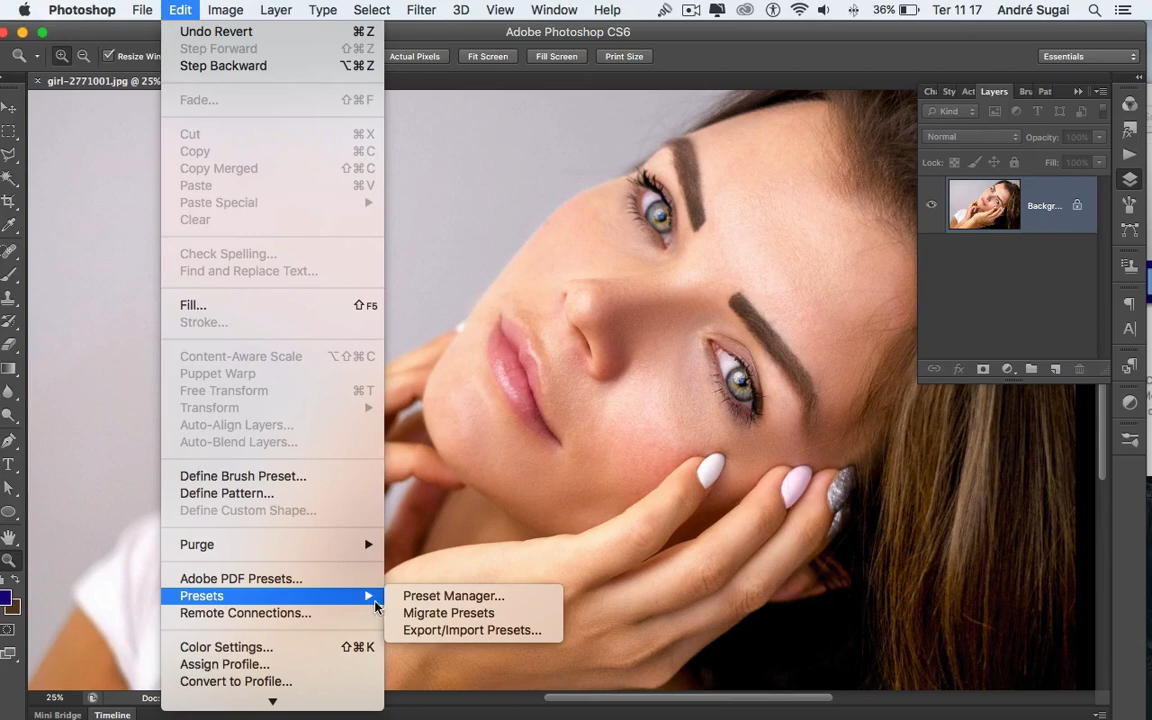 Photoshop File Edit Image Layer Type Select Filter 3D View Window Help 36% Ter 11 17 André Sugai
Adobe Photoshop CS6
Resize Win
Actual Pixels Fit Screen Fill Screen Print Size Essentials
× girl-2771001.jpg @ 25%
Undo Revert ⌘Z
Step Forward ⇧⌘Z
Step Backward ⌥⌘Z
Fade... ⇧⌘F
Cut ⌘X
Copy ⌘C
Copy Merged ⇧⌘C
Paste ⌘V
Paste Special
Clear
Check Spelling...
Find and Replace Text...
Fill... ⇧F5
Stroke...
Content-Aware Scale ⌥⇧⌘C
Puppet Warp
Free Transform ⌘T
Transform
Auto-Align Layers...
Auto-Blend Layers...
Define Brush Preset...
Define Pattern...
Define Custom Shape...
Purge
Adobe PDF Presets...
Presets
Remote Connections...
Color Settings... ⇧⌘K
Assign Profile...
Convert to Profile...
Preset Manager...
Migrate Presets
Export/Import Presets...
Ch Sty Act Layers Bru Pat
Kind
Normal Opacity: 100%
Lock: Fill: 100%
Backgr...
25% Doc:
Mini Bridge Timeline